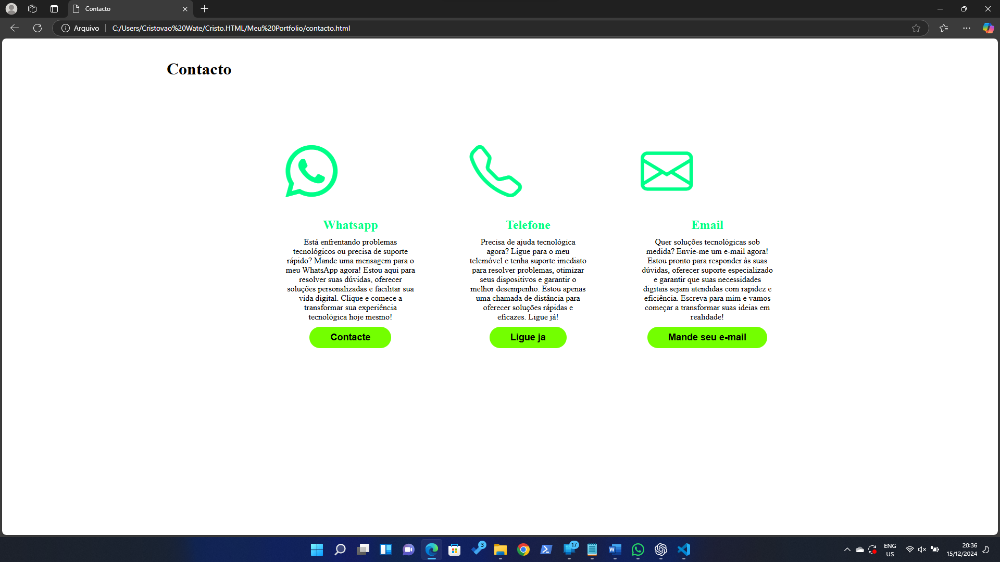 Contacto
Arquivo
C:/Users/Cristovao%20Wate/Cristo.HTML/Meu%20Portfolio/contacto.html
Contacto
Whatsapp
Está enfrentando problemas
tecnológicos ou precisa de suporte
rápido? Mande uma mensagem para o
meu WhatsApp agora! Estou aqui para
resolver suas dúvidas, oferecer
soluções personalizadas e facilitar sua
vida digital. Clique e comece a
transformar sua experiência
tecnológica hoje mesmo!
Contacte
Telefone
Precisa de ajuda tecnológica
agora? Ligue para o meu
telemóvel e tenha suporte imediato
para resolver problemas, otimizar
seus dispositivos e garantir o
melhor desempenho. Estou apenas
uma chamada de distância para
oferecer soluções rápidas e
eficazes. Ligue já!
Ligue ja
Email
Quer soluções tecnológicas sob
medida? Envie-me um e-mail agora!
Estou pronto para responder às suas
dúvidas, oferecer suporte especializado
e garantir que suas necessidades
digitais sejam atendidas com rapidez e
eficiência. Escreva para mim e vamos
começar a transformar suas ideias em
realidade!
Mande seu e-mail
3
17
W
ENG
US
20:36
15/12/2024